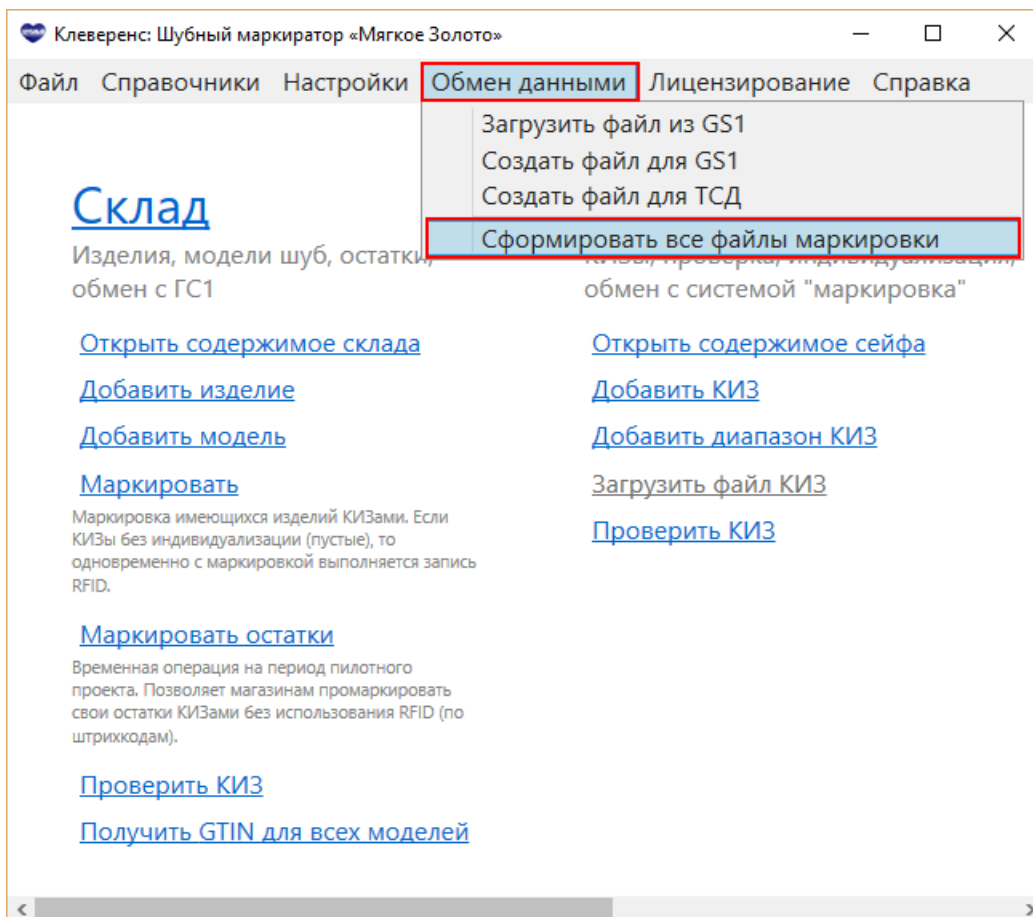 Клеверенс: Шубный маркиратор «Мягкое Золото»
Файл Справочники Настройки Обмен данными Лицензирование Справка
Загрузить файл из GS1
Создать файл для GS1
Создать файл для ТСД
Сформировать все файлы маркировки
Склад
Изделия, модели шуб, остатки,
обмен с ГС1
Открыть содержимое склада
Добавить изделие
Добавить модель
Маркировать
Маркировка имеющихся изделий КИЗами. Если
КИЗы без индивидуализации (пустые), то
одновременно с маркировкой выполняется запись
RFID.
Маркировать остатки
Временная операция на период пилотного
проекта. Позволяет магазинам промаркировать
свои остатки КИЗами без использования RFID (по
штрихкодам).
Проверить КИЗ
Получить GTIN для всех моделей
КИЗы, проверка, индивидуализация,
обмен с системой "маркировка"
Открыть содержимое сейфа
Добавить КИЗ
Добавить диапазон КИЗ
Загрузить файл КИЗ
Проверить КИЗ